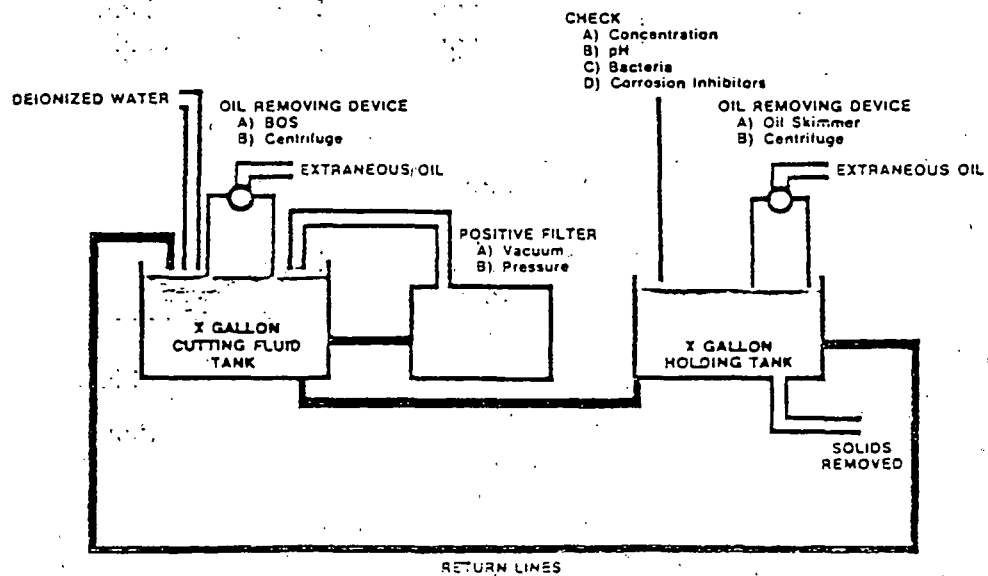 CHECK
A) Concentration
B) pH
C) Bacteria
D) Corrosion Inhibitors
DEIONIZED WATER
OIL REMOVING DEVICE
A) BOS
B) Centrifuge
EXTRANEOUS OIL
OIL REMOVING DEVICE
A) Oil Skimmer
B) Centrifuge
EXTRANEOUS OIL
POSITIVE FILTER
A) Vacuum
B) Pressure
X GALLON
CUTTING FLUID
TANK
X GALLON
HOLDING TANK
SOLIDS
REMOVED
RETURN LINES